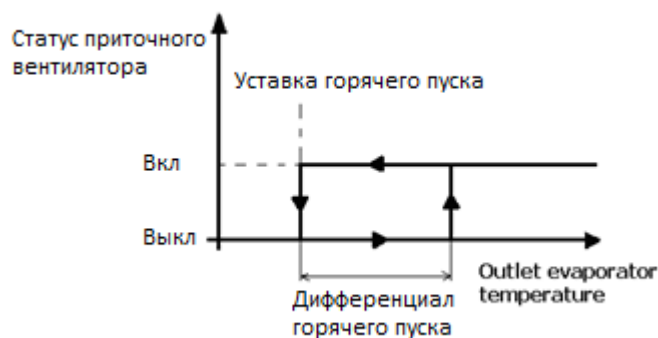 Статус приточного
вентилятора
Уставка горячего пуска
Вкл
Выкл
Outlet evaporator
temperature
Дифференциал
горячего пуска